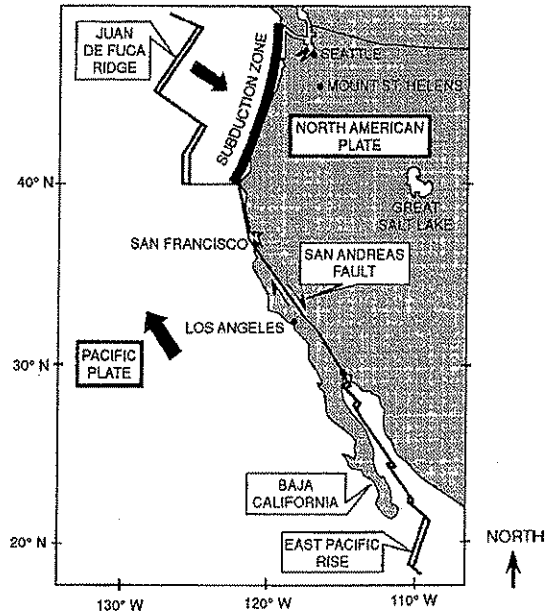 JUAN
DE FUCA
RIDGE
SUBDUCTION ZONE
SEATTLE
MOUNT ST. HELENS
NORTH AMERICAN
PLATE
40° N
GREAT
SALT LAKE
SAN FRANCISCO
SAN ANDREAS
FAULT
LOS ANGELES
30° N
PACIFIC
PLATE
BAJA
CALIFORNIA
EAST PACIFIC
RISE
NORTH
20° N
130° W
120° W
110° W